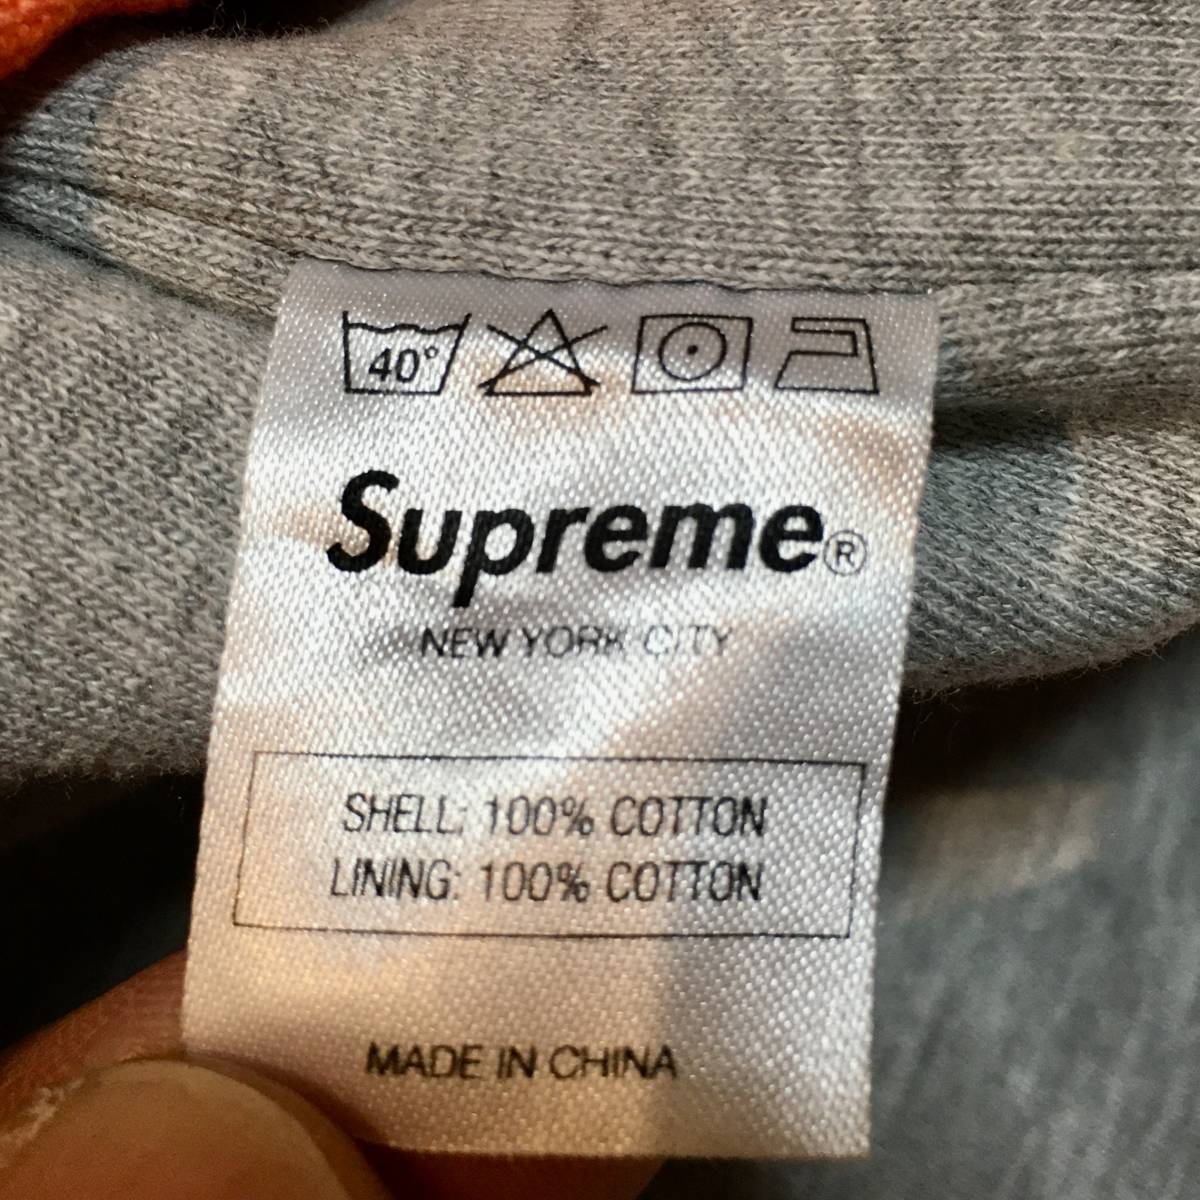 40°
Supreme®
NEW YORK CITY
SHELL: 100% COTTON
LINING: 100% COTTON
MADE IN CHINA